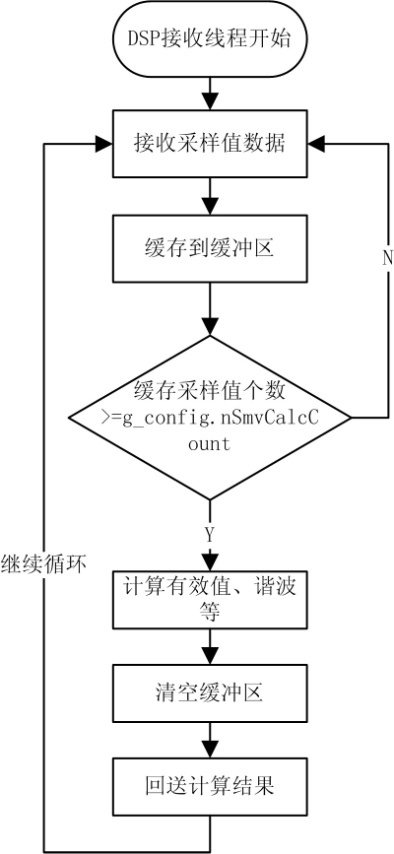 DSP接收线程开始
接收采样值数据
缓存到缓冲区
N
缓存采样值个数
>=g_config.nSmvCalcC
ount
Y
继续循环
计算有效值、谐波
等
清空缓冲区
回送计算结果